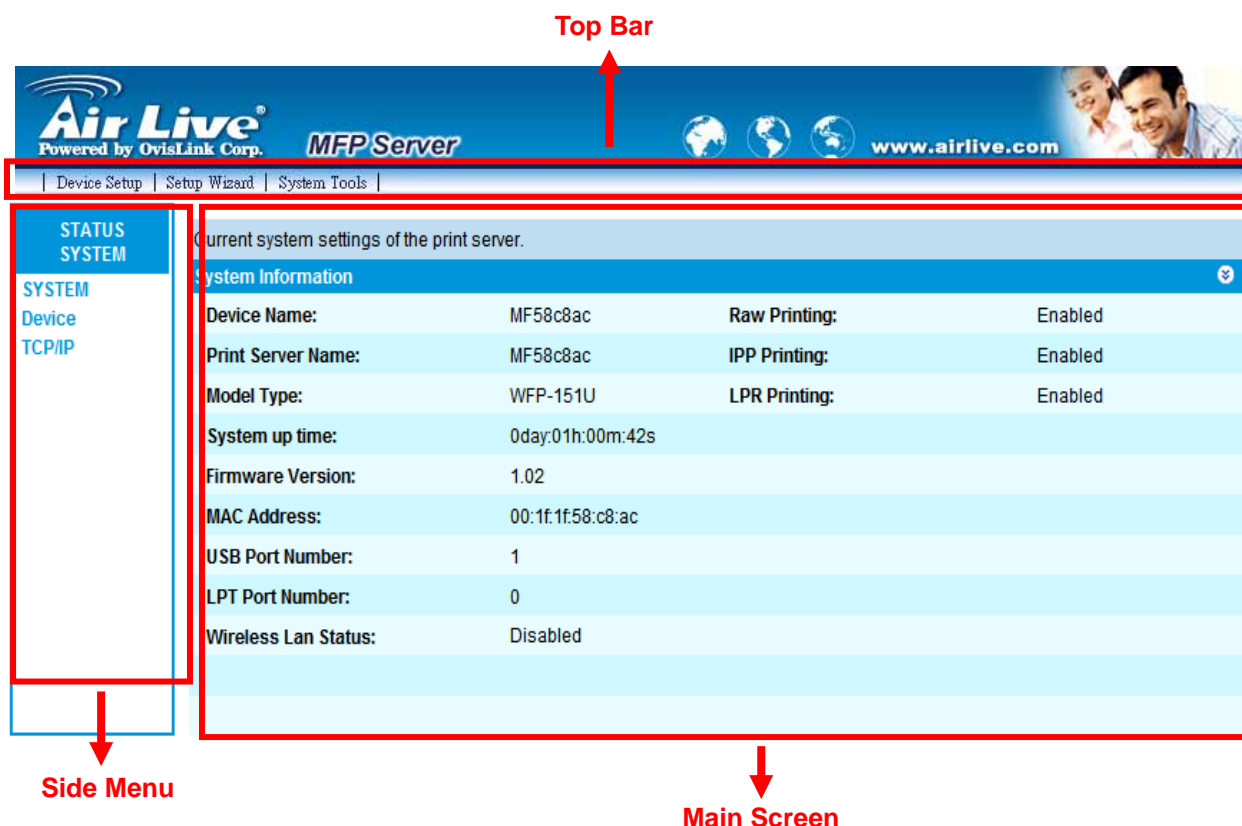 Top Bar
Air Live®
Powered by OvisLink Corp.
MFP Server
www.airlive.com
| Device Setup | Setup Wizard | System Tools |
STATUS
SYSTEM
SYSTEM
Device
TCP/IP
Current system settings of the print server.
System Information
Device Name: MF58c8ac Raw Printing: Enabled
Print Server Name: MF58c8ac IPP Printing: Enabled
Model Type: WFP-151U LPR Printing: Enabled
System up time: 0day:01h:00m:42s
Firmware Version: 1.02
MAC Address: 00:1f:1f:58:c8:ac
USB Port Number: 1
LPT Port Number: 0
Wireless Lan Status: Disabled
Side Menu
Main Screen